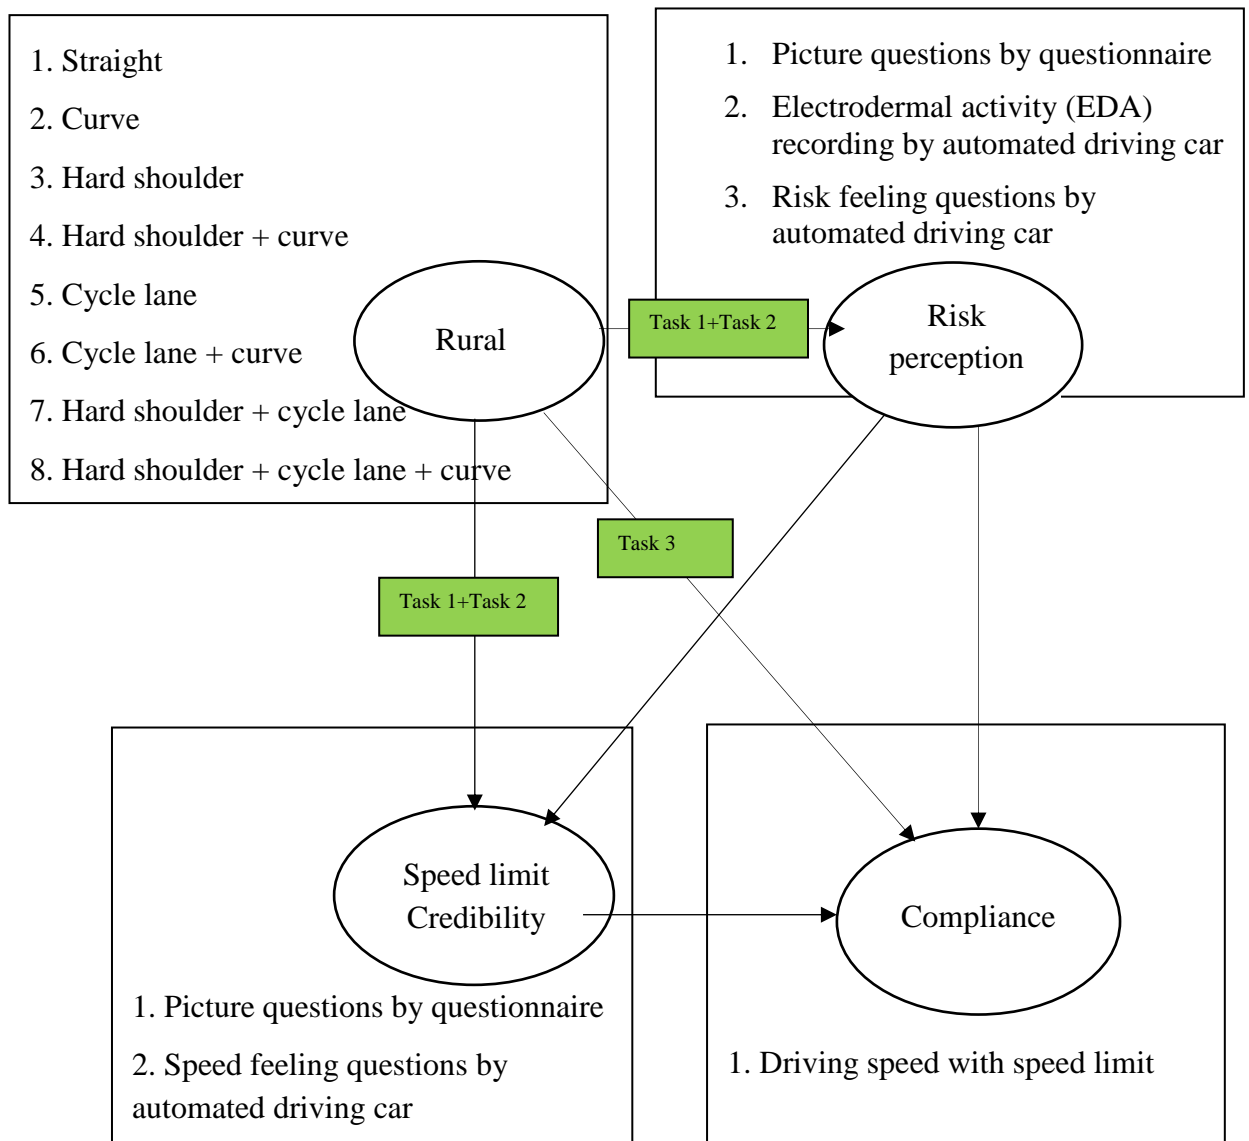 1. Straight
2. Curve
3. Hard shoulder
4. Hard shoulder + curve
5. Cycle lane
6. Cycle lane + curve
7. Hard shoulder + cycle lane
8. Hard shoulder + cycle lane + curve
Rural
Task 1+Task 2
1. Picture questions by questionnaire
2. Electrodermal activity (EDA)
recording by automated driving car
3. Risk feeling questions by
automated driving car
Risk
perception
Task 3
Task 1+Task 2
Speed limit
Credibility
1. Picture questions by questionnaire
2. Speed feeling questions by
automated driving car
Compliance
1. Driving speed with speed limit